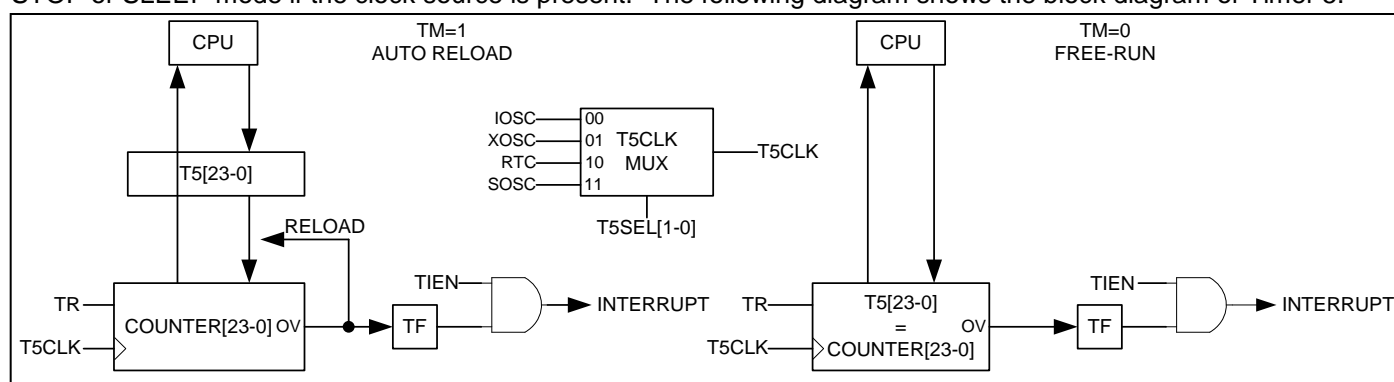 STOP or SLEEP mode if the clock source is present.  The following diagram shows the block diagram of Timer 5.
CPU
TM=1
AUTO RELOAD
T5[23-0]
RELOAD
TR
T5CLK
COUNTER[23-0] OV
TF
TIEN
INTERRUPT
IOSC 00
XOSC 01
RTC 10
SOSC 11
T5CLK
MUX
T5CLK
T5SEL[1-0]
CPU
TM=0
FREE-RUN
TR
T5CLK
T5[23-0]
=
COUNTER[23-0]
OV
TF
TIEN
INTERRUPT